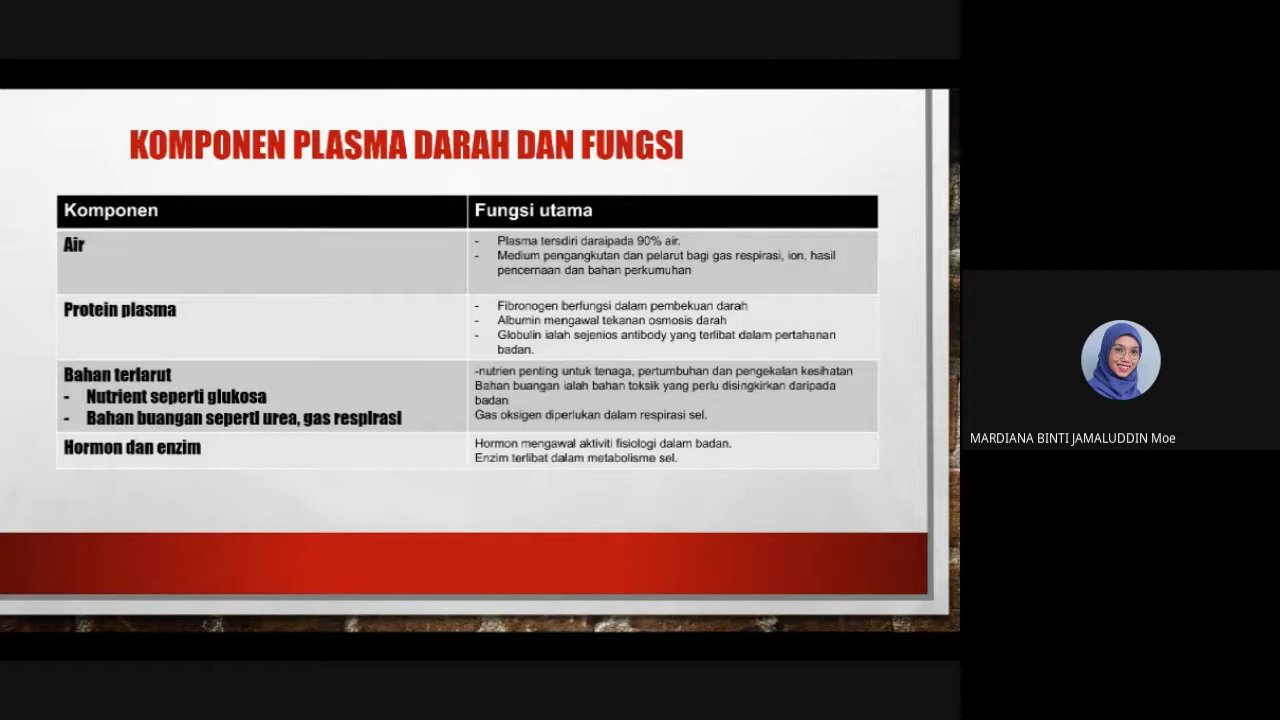 KOMPONEN PLASMA DARAH DAN FUNGSI
Komponen
Fungsi utama
Air
- Plasma tersdiri daraipada 90% air.
- Medium pengangkutan dan pelarut bagi gas respirasi, ion, hasil
pencernaan dan bahan perkumuhan
Protein plasma
- Fibronogen berfungsi dalam pembekuan darah
- Albumin mengawal tekanan osmosis darah
- Globulin ialah sejenios antibody yang terlibat dalam pertahanan
badan.
Bahan terlarut
- Nutrient seperti glukosa
- Bahan buangan seperti urea, gas respirasi
-nutrien penting untuk tenaga, pertumbuhan dan pengekalan kesihatan
Bahan buangan ialah bahan toksik yang perlu disingkirkan daripada
badan
Gas oksigen diperlukan dalam respirasi sel.
Hormon dan enzim
Hormon mengawal aktiviti fisiologi dalam badan.
Enzim terlibat dalam metabolisme sel.
MARDIANA BINTI JAMALUDDIN Moe